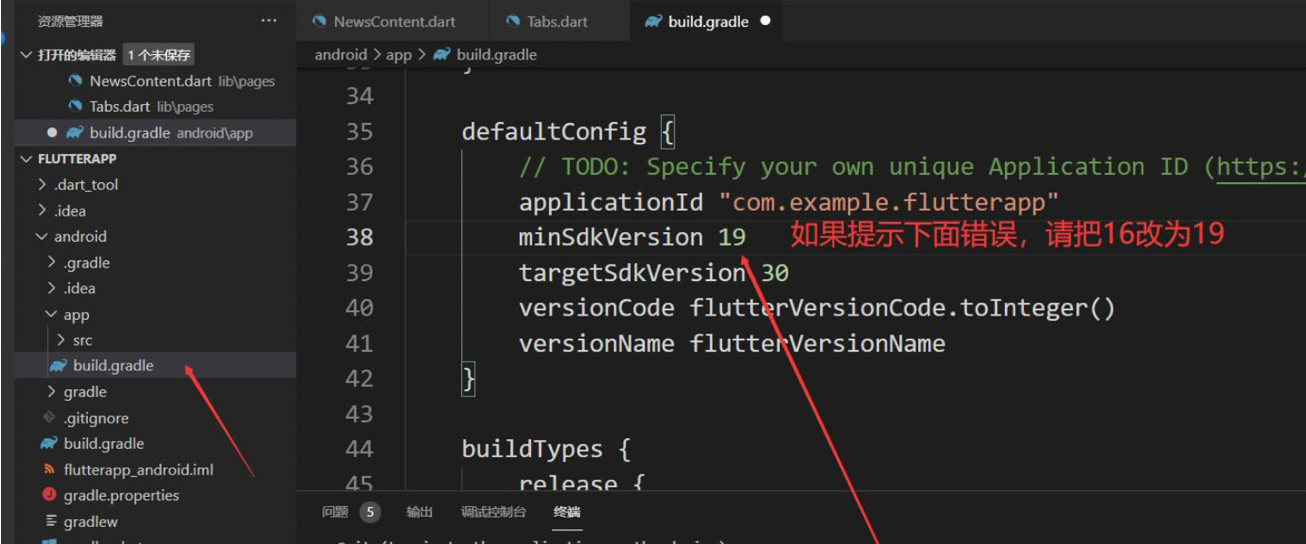 资源管理器
打开的编辑器 1 个未保存
NewsContent.dart lib\pages
Tabs.dart lib\pages
build.gradle android\app
FLUTTERAPP
.dart_tool
.idea
android
.gradle
.idea
app
src
build.gradle
gradle
.gitignore
build.gradle
flutterapp_android.iml
gradle.properties
gradlew
NewsContent.dart Tabs.dart build.gradle
android > app > build.gradle
34
35 defaultConfig {
36 // TODO: Specify your own unique Application ID (https:/
37 applicationId "com.example.flutterapp"
38 minSdkVersion 19 如果提示下面错误，请把16改为19
39 targetSdkVersion 30
40 versionCode flutterVersionCode.toInteger()
41 versionName flutterVersionName
42 }
43
44 buildTypes {
45 release {
问题 5 输出 调试控制台 终端